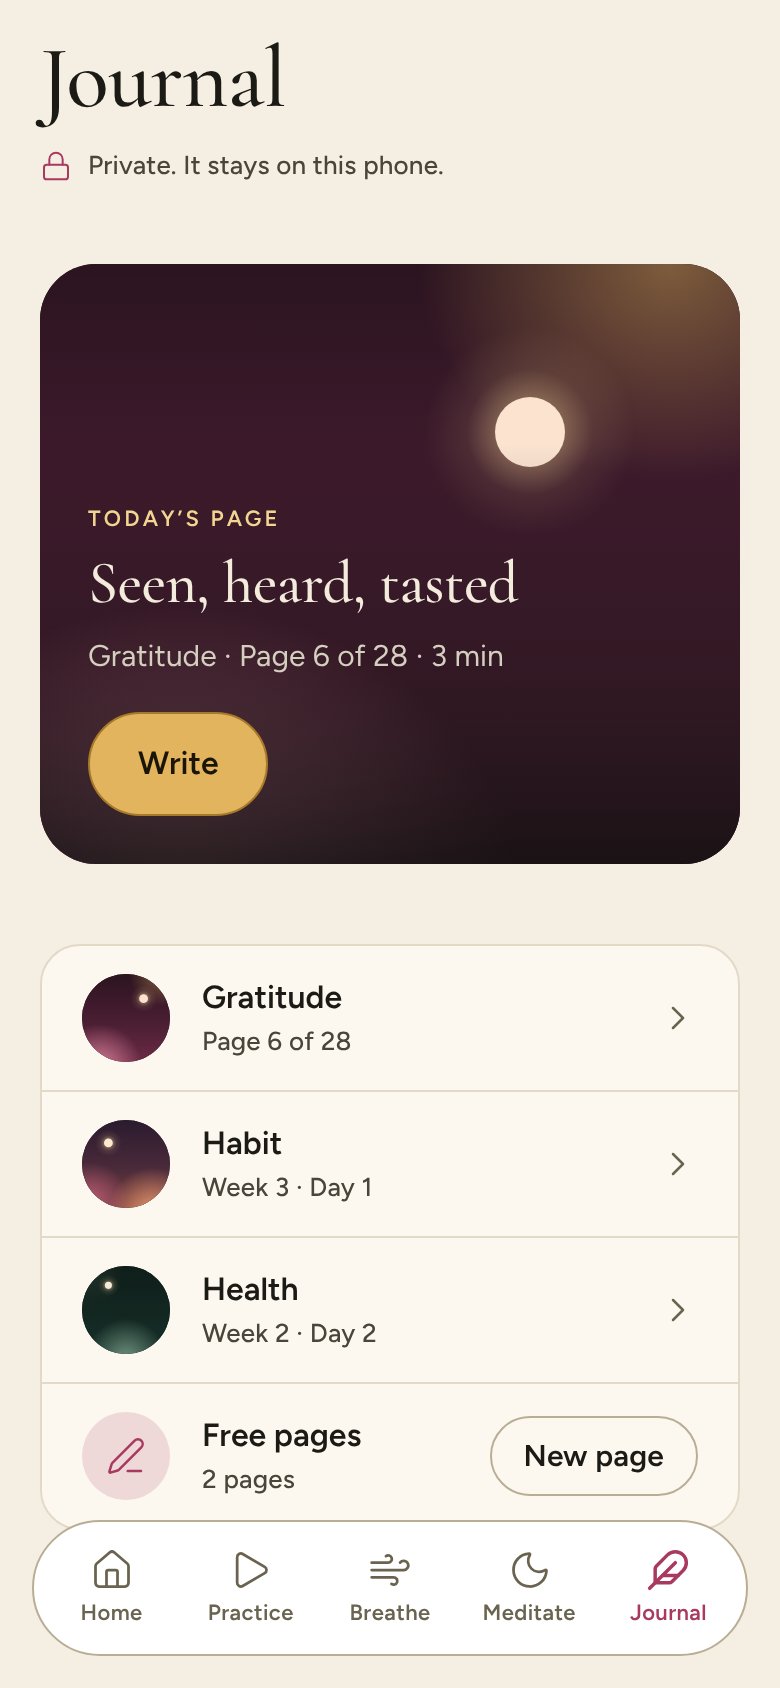 Journal
Private. It stays on this phone.
TODAY’S PAGE
Seen, heard, tasted
Gratitude · Page 6 of 28 · 3 min
Write
Gratitude
Page 6 of 28
Habit
Week 3 · Day 1
Health
Week 2 · Day 2
Free pages
2 pages
New page
Home
Practice
Breathe
Meditate
Journal